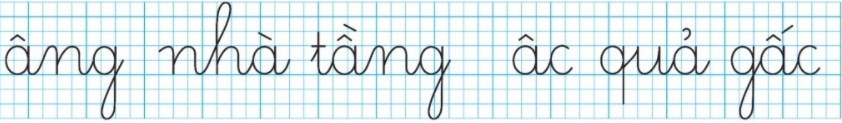 âng nhà tầng âc quả gấc